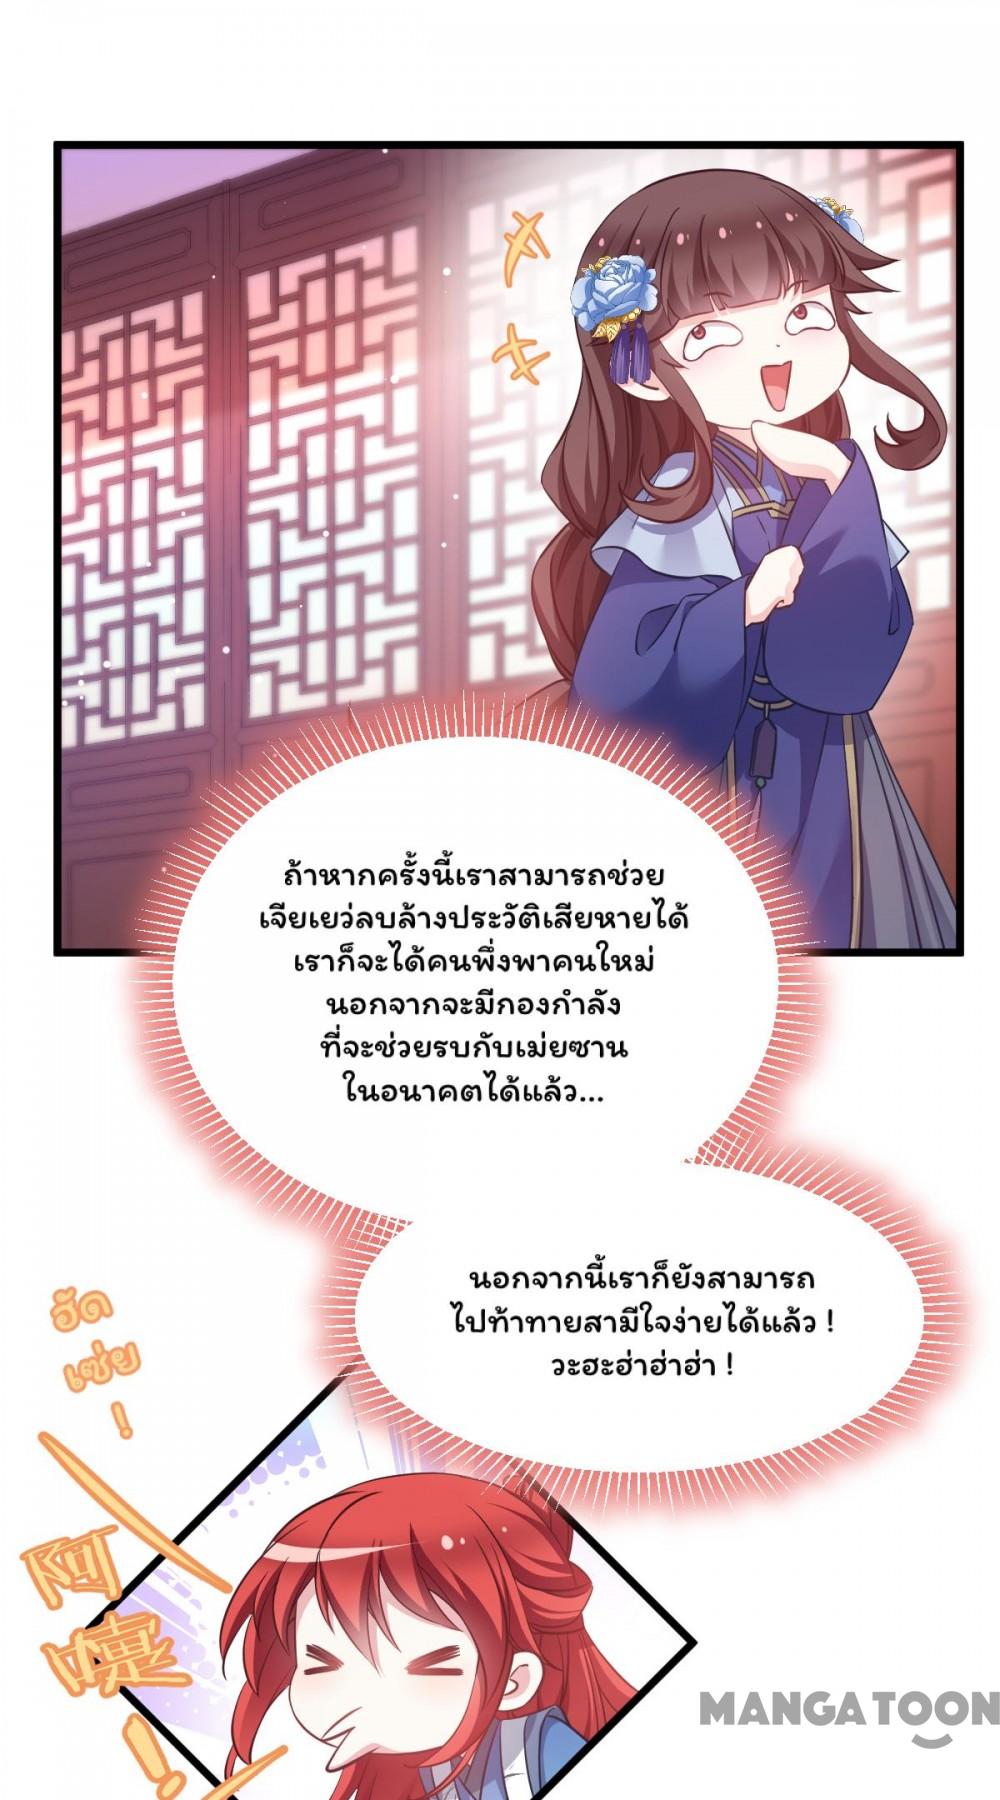 ถ้าหากครั้งนี้เราสามารถช่วย
เจียเยว่ลบล้างประวัติเสียหายได้
เราก็จะได้คนพึ่งพาคนใหม่
นอกจากจะมีกองกำลัง
ที่จะช่วยรบกับเม่ยซาน
ในอนาคตได้แล้ว...
นอกจากนี้เราก็ยังสามารถ
ไปท้าทายสามีใจง่ายได้แล้ว !
วะฮะฮ่าฮ่าฮ่า !
ฮัด
เซ่ย
!
阿
嚏
!
MANGATOON